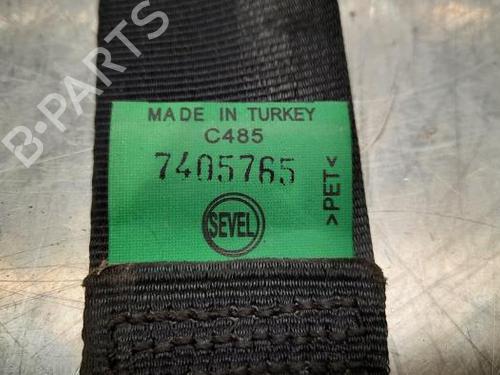 B-PARTS
MADE IN TURKEY
C485
7405765
SEVEL
>PET<